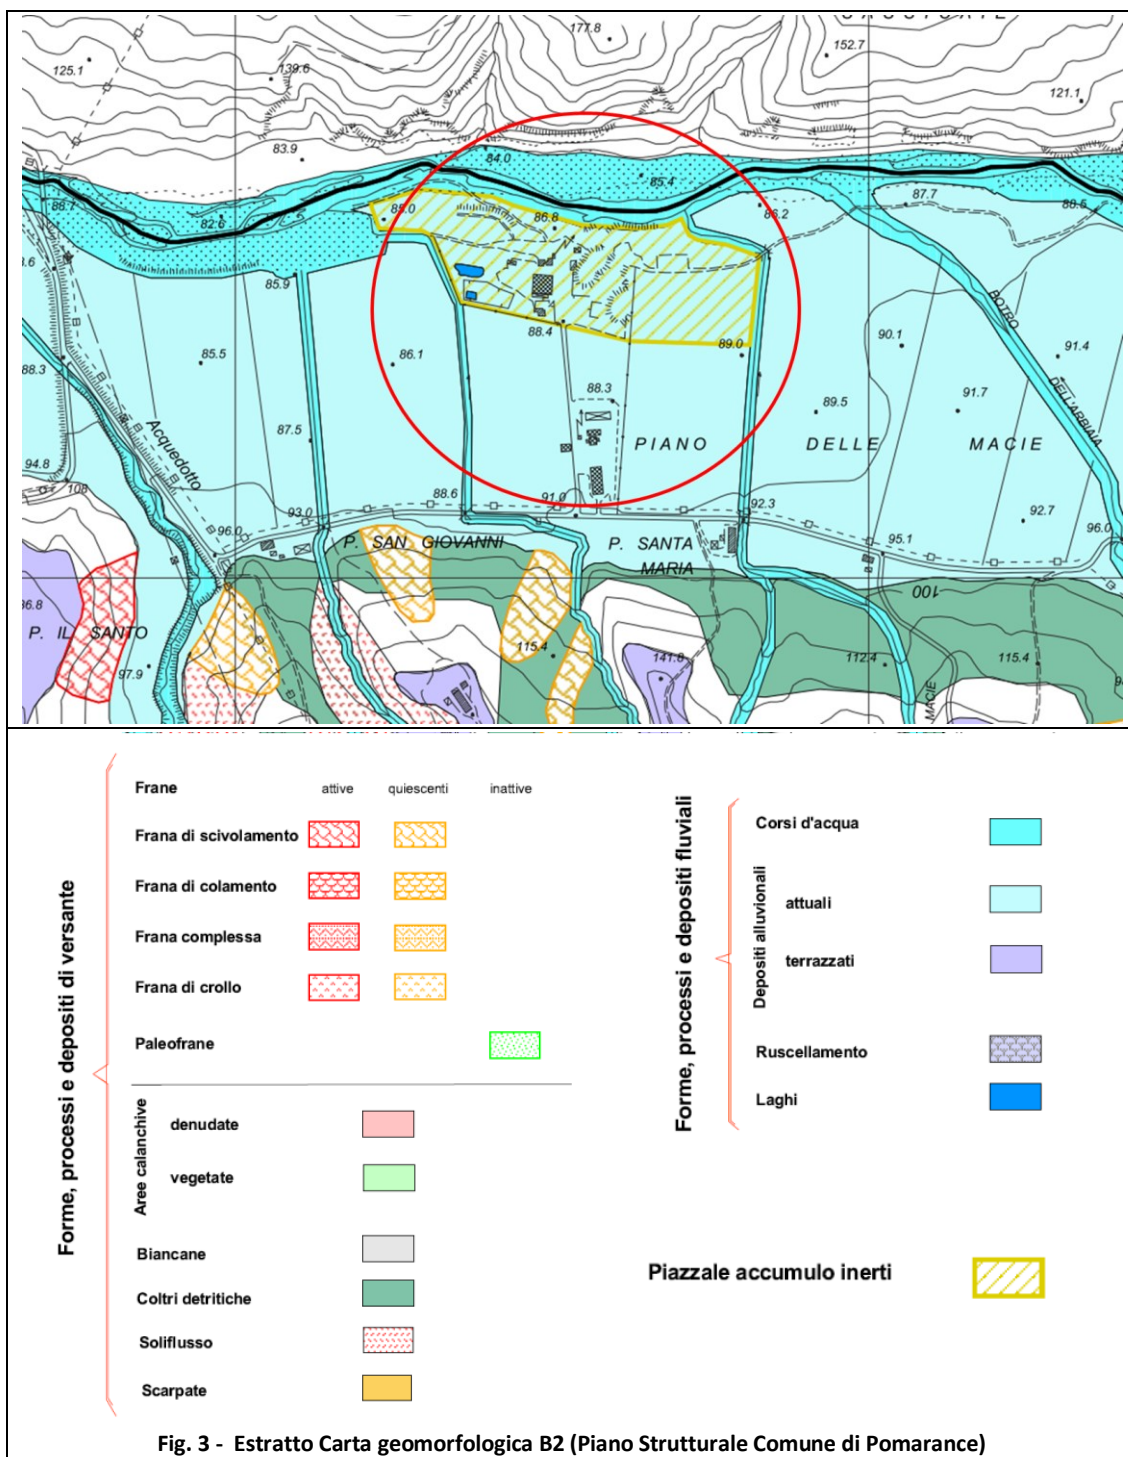 177.8
152.7
125.1
139.6
121.1
83.9
84.0
85.4
88.7
82.6
85.0
86.8
86.2
87.7
88.5
85.9
88.4
89.0
90.1
BOTRO
DELL'ARBIAIA
85.5
86.1
88.3
88.3
91.4
91.7
89.5
87.5
Acquedotto
PIANO DELLE MACIE
94.8
108
88.6
91.0
92.3
92.7
93.0
96.0
96.0
95.1
P. SAN GIOVANNI
P. SANTA
MARIA
100
P. IL SANTO
97.9
115.4
141.8
112.4
115.4
MACIE
Forme, processi e depositi di versante
Frane attive quiescenti inattive
Frana di scivolamento
Frana di colamento
Frana complessa
Frana di crollo
Paleofrane
Aree calanchive
denudate
vegetate
Biancane
Coltri detritiche
Soliflusso
Scarpate
Forme, processi e depositi fluviali
Corsi d'acqua
Depositi alluvionali
attuali
terrazzati
Ruscellamento
Laghi
Piazzale accumulo inerti
Fig. 3 - Estratto Carta geomorfologica B2 (Piano Strutturale Comune di Pomarance)